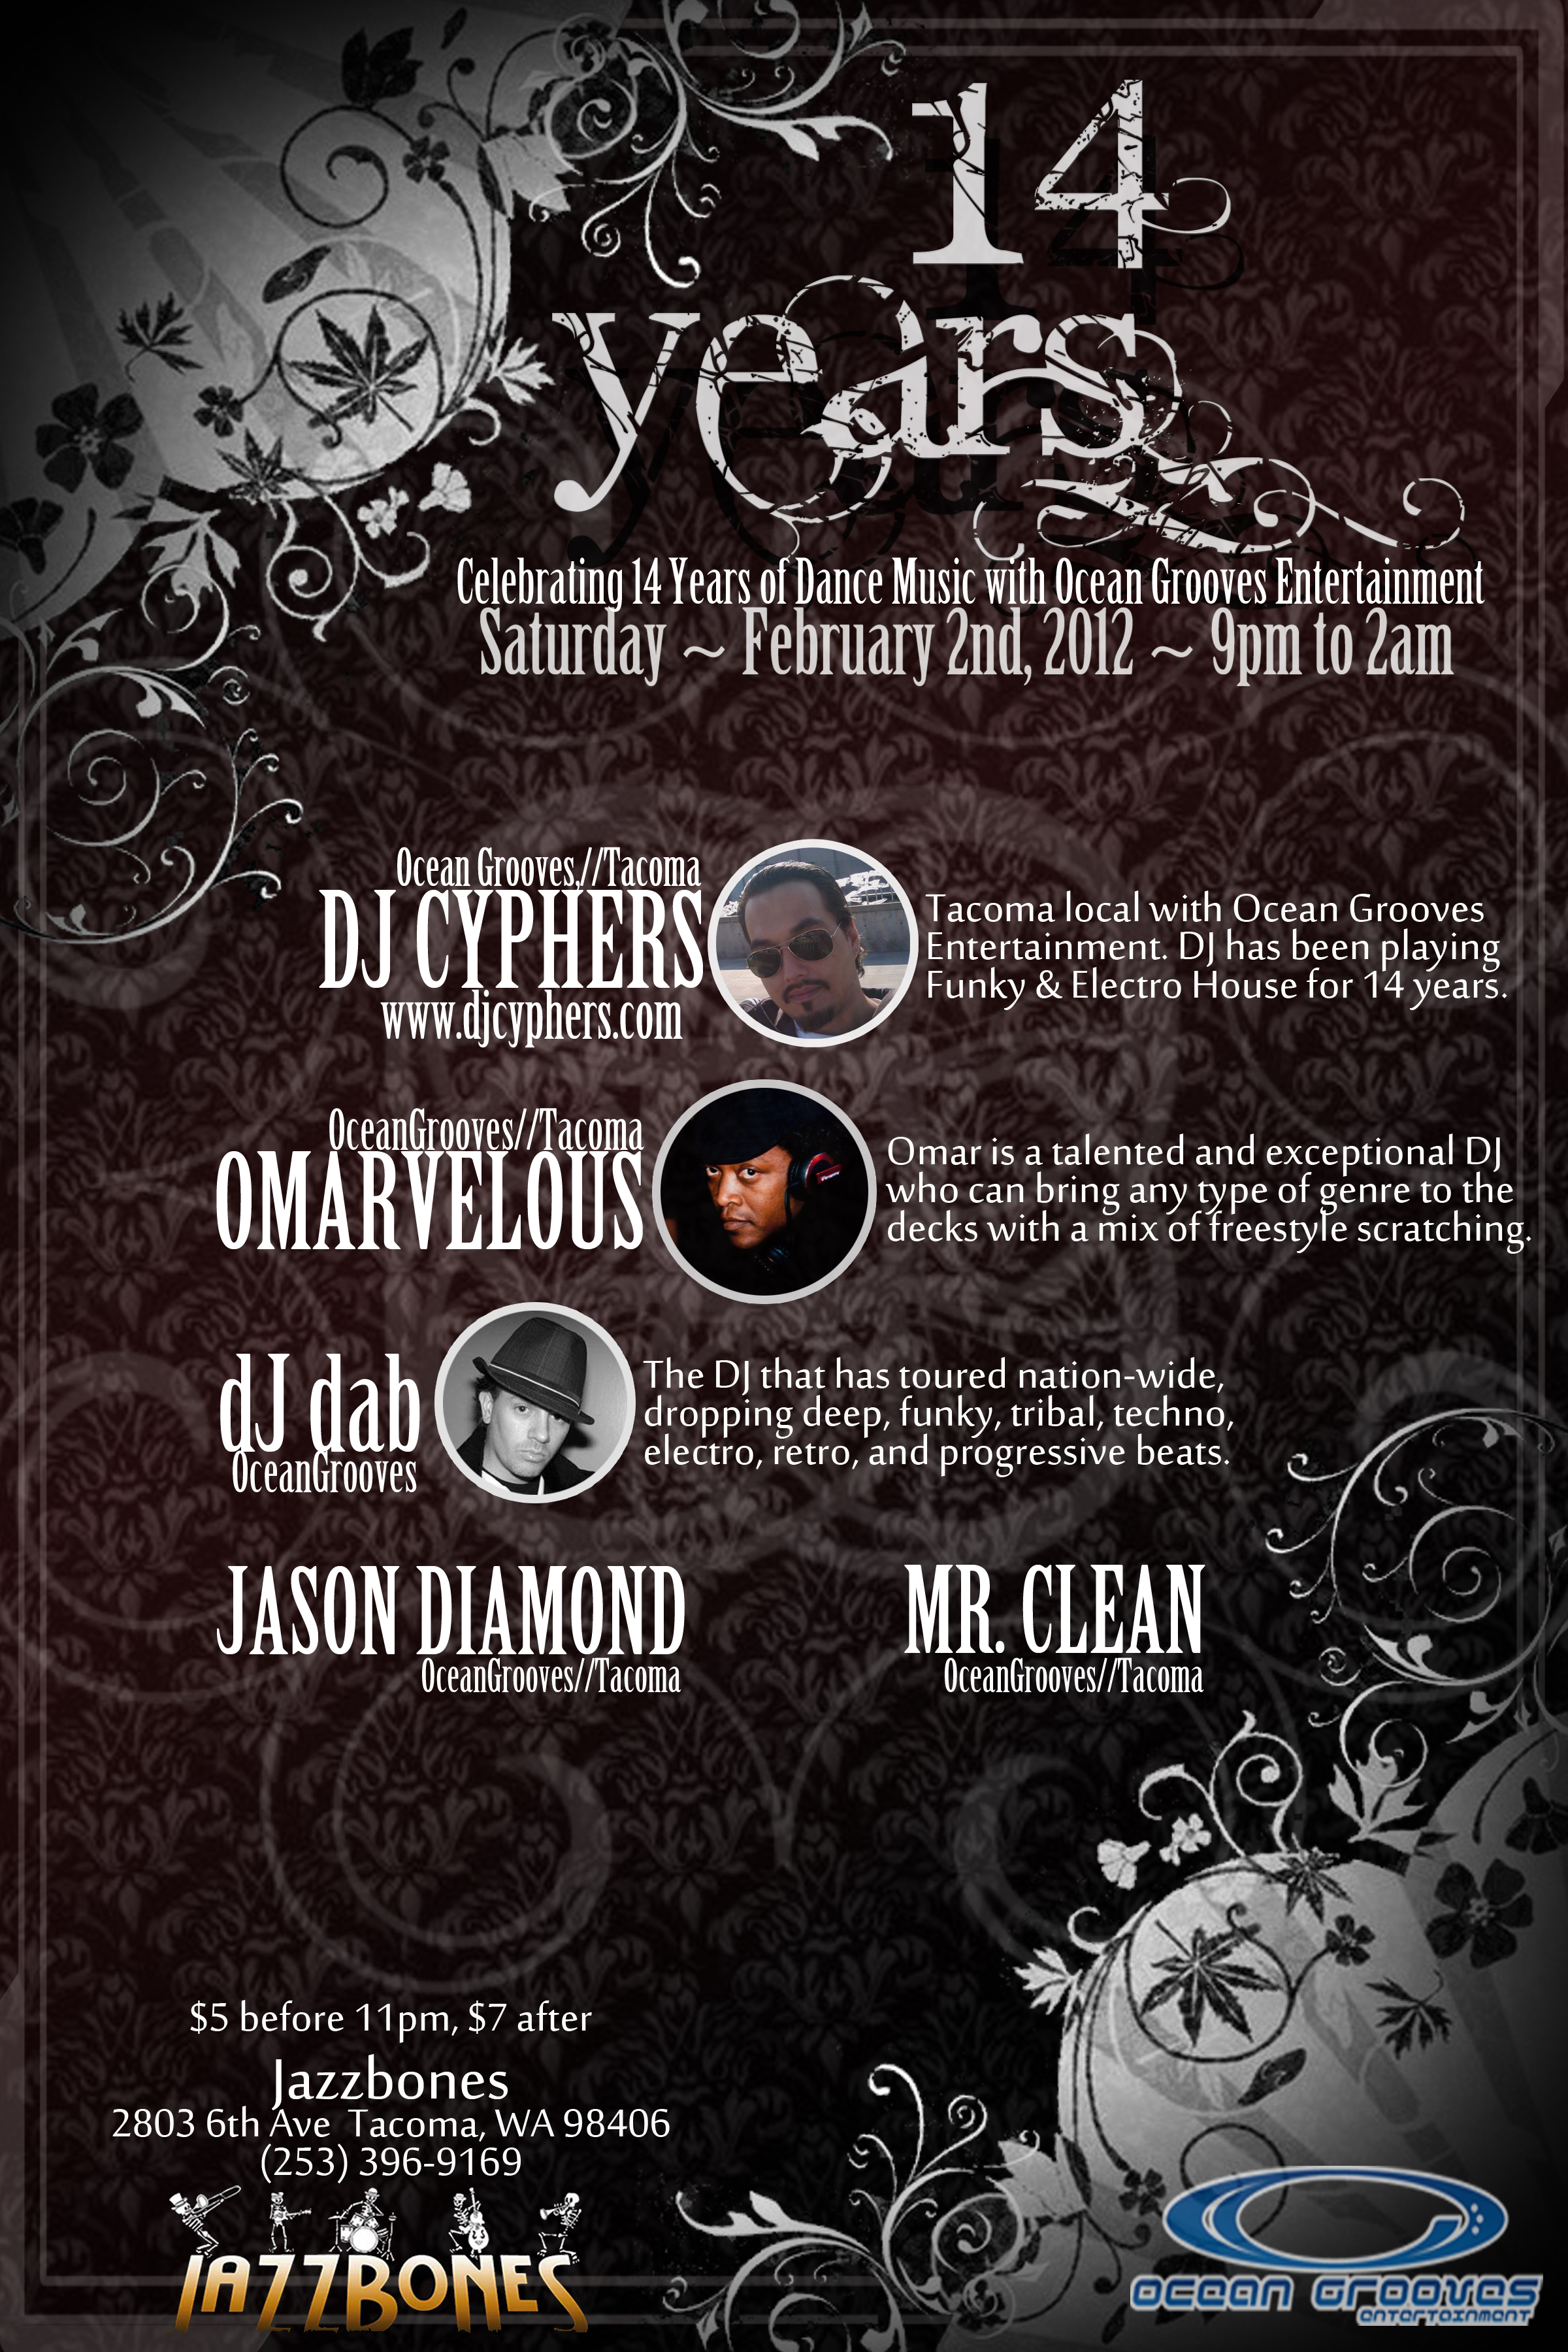 14
years
Celebrating 14 Years of Dance Music with Ocean Grooves Entertainment
Saturday ~ February 2nd, 2012 ~ 9pm to 2am
Ocean Grooves,//Tacoma
DJ CYPHERS
www.djcyphers.com
Tacoma local with Ocean Grooves
Entertainment. DJ has been playing
Funky & Electro House for 14 years.
OceanGrooves//Tacoma
OMARVELOUS
Omar is a talented and exceptional DJ
who can bring any type of genre to the
decks with a mix of freestyle scratching.
dJ dab
OceanGrooves
The DJ that has toured nation-wide,
dropping deep, funky, tribal, techno,
electro, retro, and progressive beats.
JASON DIAMOND
OceanGrooves//Tacoma
MR. CLEAN
OceanGrooves//Tacoma
$5 before 11pm, $7 after
Jazzbones
2803 6th Ave Tacoma, WA 98406
(253) 396-9169
JAZZBONES
OCEAN GROOVES
ENTERTAINMENT